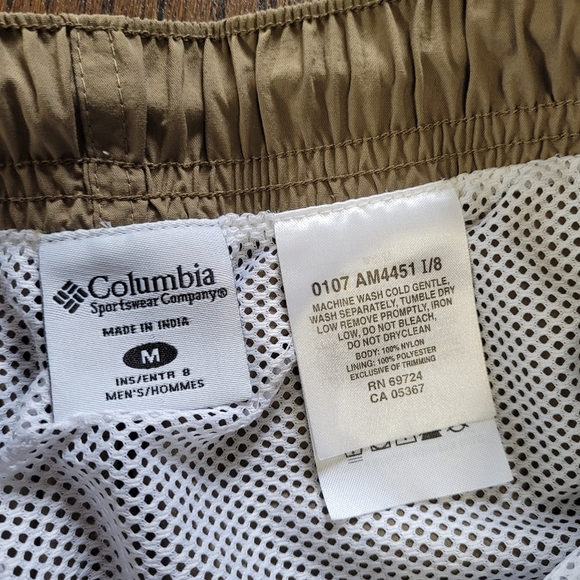 Columbia
Sportswear Company®
MADE IN INDIA
M
INS/ENTR 8
MEN'S/HOMMES
0107 AM4451 I/8
MACHINE WASH COLD GENTLE,
WASH SEPARATELY, TUMBLE DRY
LOW REMOVE PROMPTLY, IRON
LOW, DO NOT BLEACH,
DO NOT DRYCLEAN
BODY: 100% NYLON
LINING: 100% POLYESTER
EXCLUSIVE OF TRIMMING
RN 69724
CA 05367